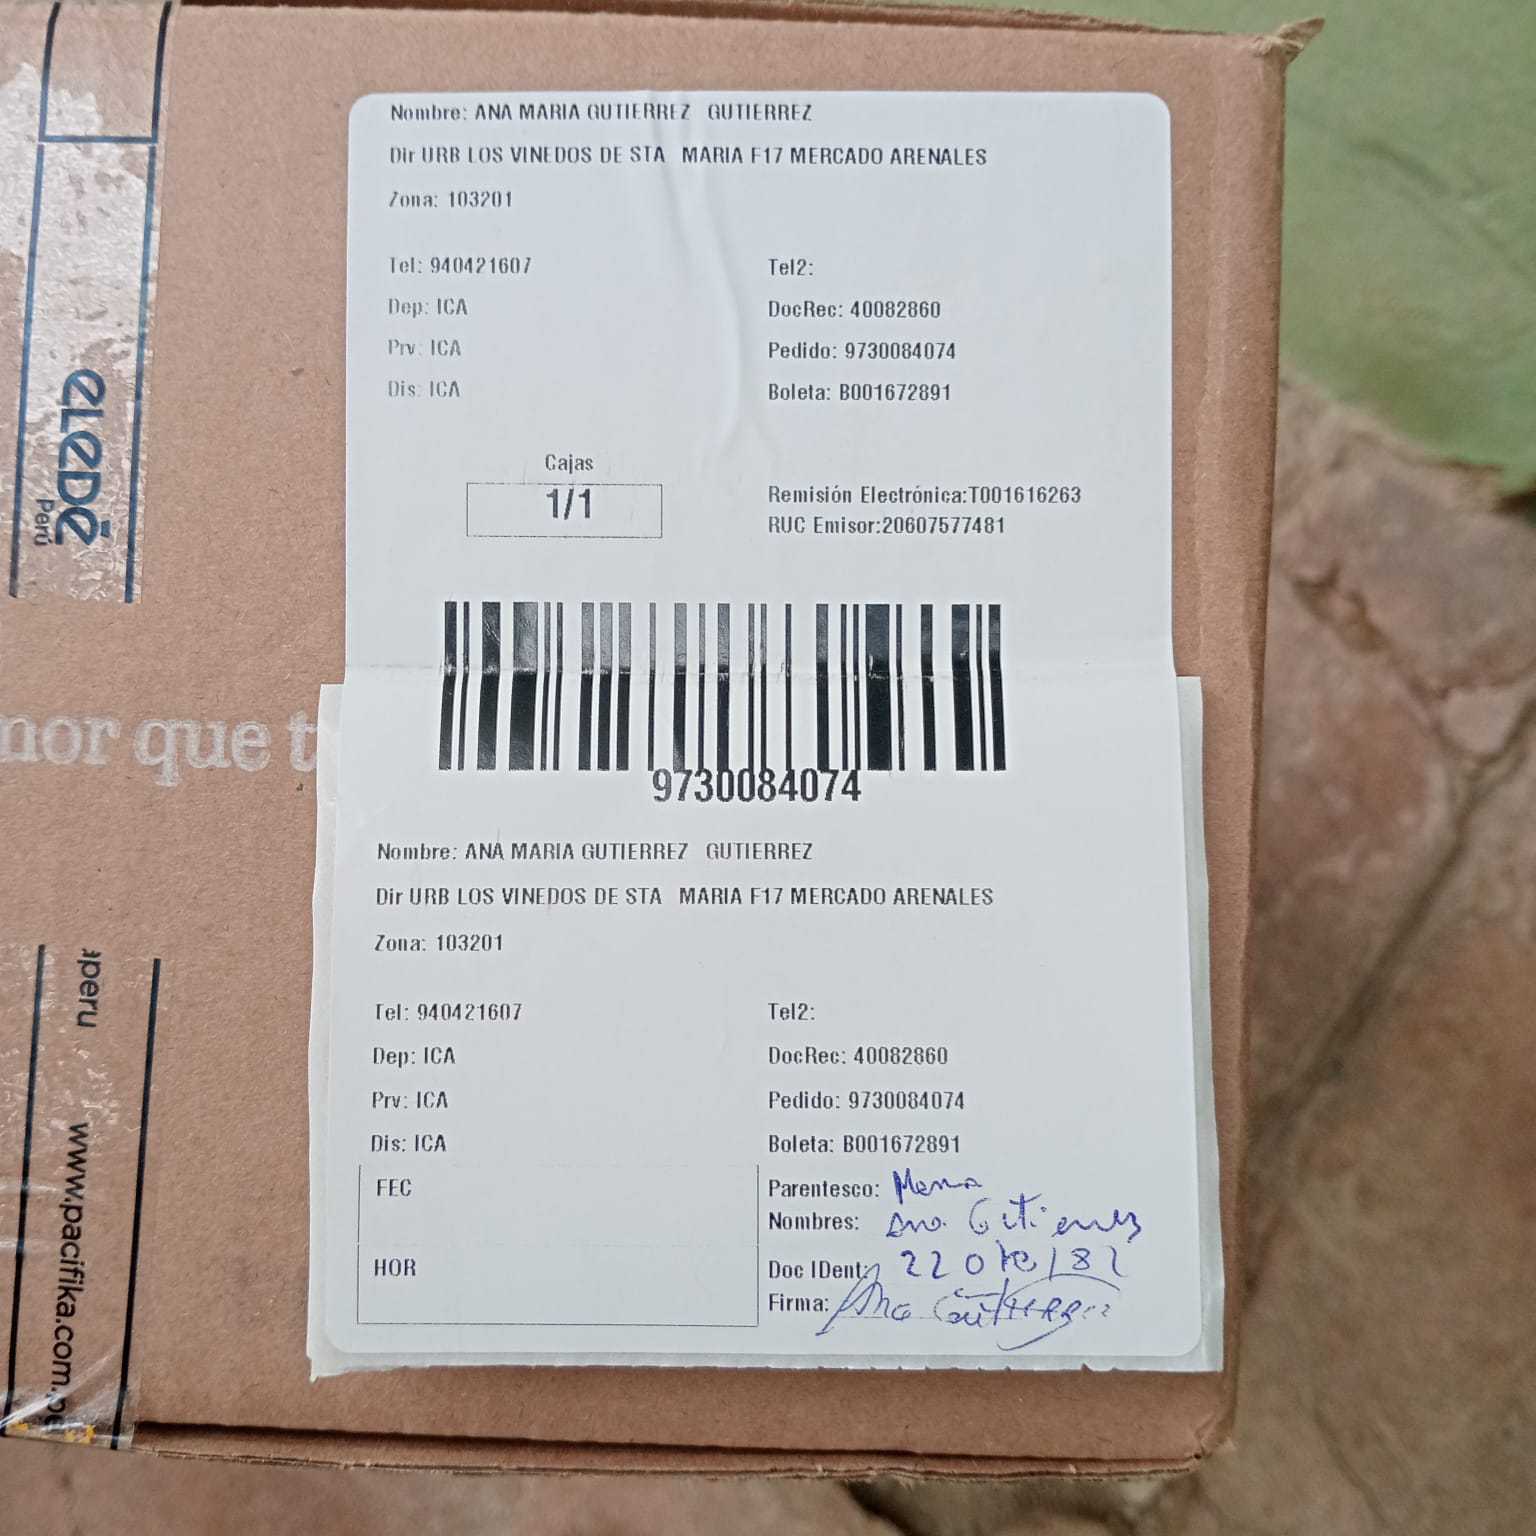 Nombre: ANA MARIA GUTIERREZ GUTIERREZ
Dir URB LOS VINEDOS DE STA MARIA F17 MERCADO ARENALES
Zona: 103201
Tel: 940421607
Tel2:
Dep: ICA
DocRec: 40082860
Prv: ICA
Pedido: 9730084074
Dis: ICA
Boleta: B001672891
Cajas
1/1
Remisión Electrónica:T001616263
RUC Emisor:20607577481
9730084074
Nombre: ANA MARIA GUTIERREZ GUTIERREZ
Dir URB LOS VINEDOS DE STA MARIA F17 MERCADO ARENALES
Zona: 103201
Tel: 940421607
Tel2:
Dep: ICA
DocRec: 40082860
Prv: ICA
Pedido: 9730084074
Dis: ICA
Boleta: B001672891
FEC
Parentesco:
Nombres: Ana Gutierrez
HOR
Doc IDent:
Firma: Ana Gutierrez
eLeDÉ
Perú
que t
www.pacifika.com.pe